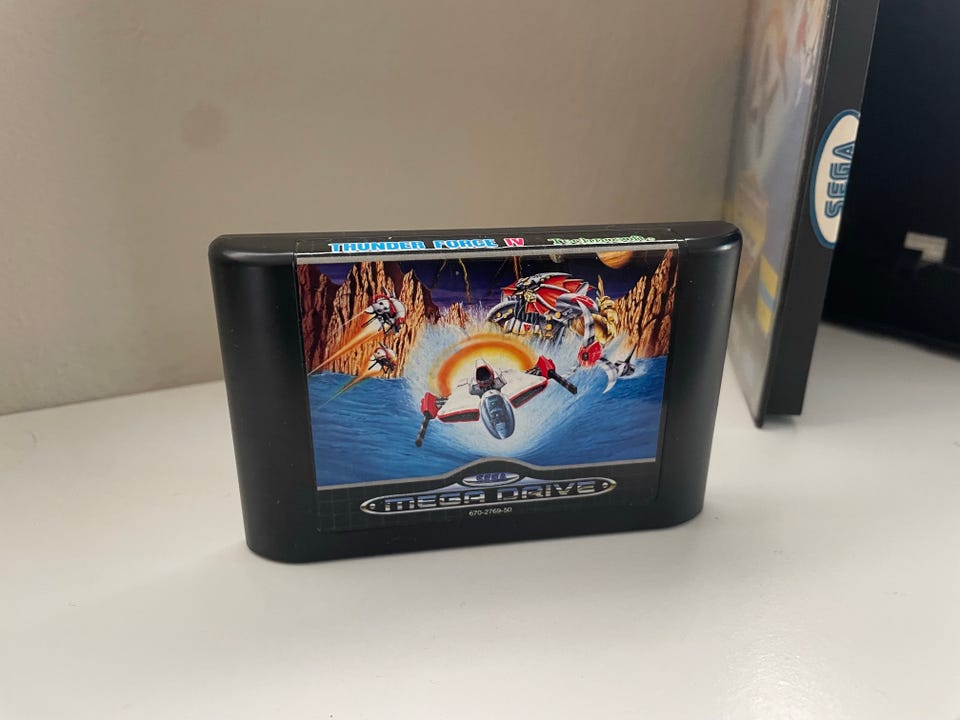 THUNDER FORCE IV Technosoft
SEGA
SEGA
MEGA DRIVE
670-2769-50